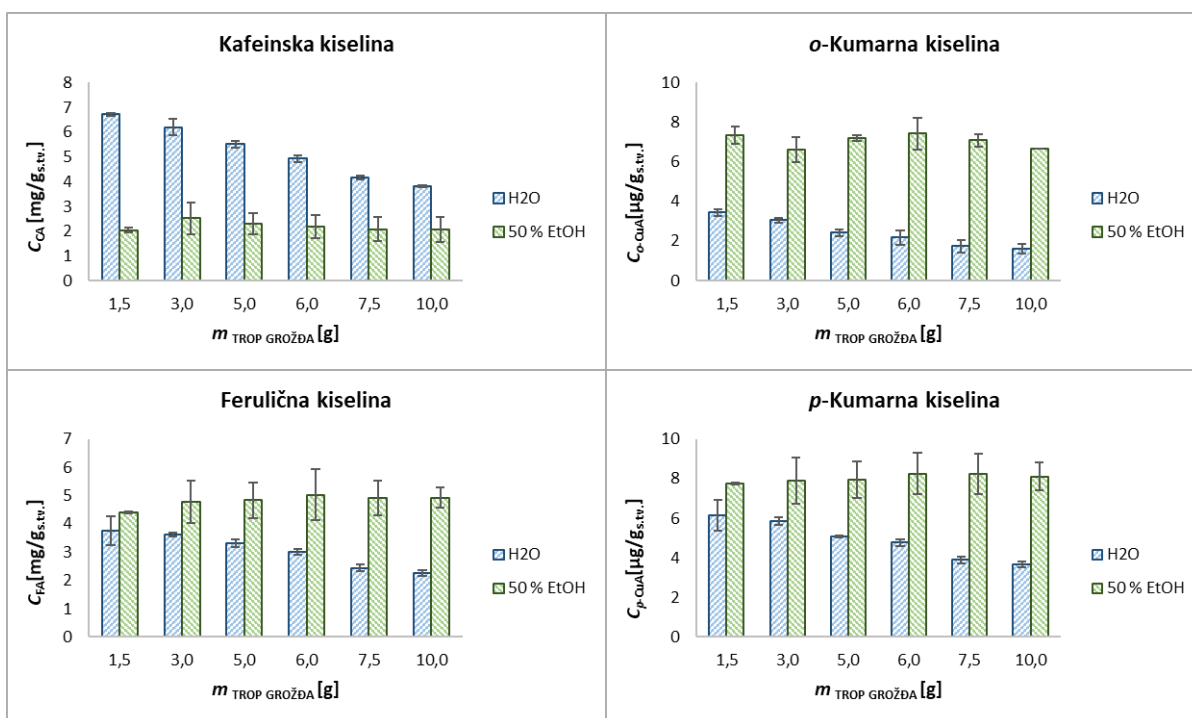 Kafeinska kiselina
8
7
6
5
4
3
2
1
0
C_CA [mg/g_s.tv.]
1,5 3,0 5,0 6,0 7,5 10,0
m TROP GROŽĐA [g]
H2O
50 % EtOH
o-Kumarna kiselina
10
8
6
4
2
0
C_o-CuA[µg/g_s.tv.]
1,5 3,0 5,0 6,0 7,5 10,0
m TROP GROŽĐA [g]
H2O
50 % EtOH
Ferulična kiselina
7
6
5
4
3
2
1
0
C_FA[mg/g_s.tv.]
1,5 3,0 5,0 6,0 7,5 10,0
m TROP GROŽĐA [g]
H2O
50 % EtOH
p-Kumarna kiselina
10
8
6
4
2
0
C_p-CuA[µg/g_s.tv.]
1,5 3,0 5,0 6,0 7,5 10,0
m TROP GROŽĐA [g]
H2O
50 % EtOH